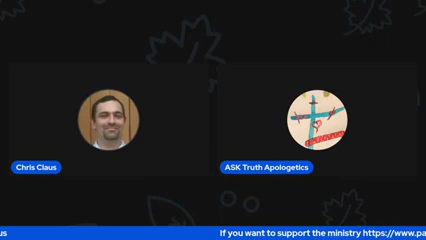 Chris Claus
ASK Truth Apologetics
us
If you want to support the ministry https://www.pa